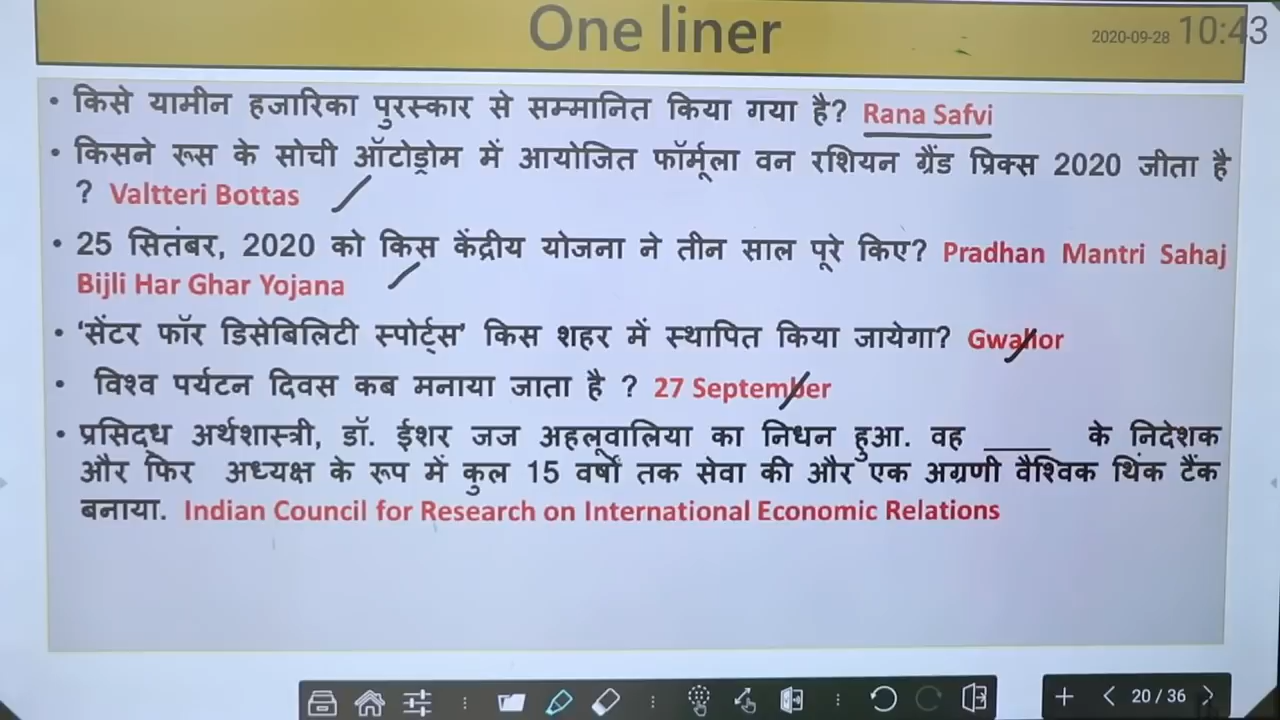 One liner
2020-09-28 10:43
• किसे यामीन हजारिका पुरस्कार से सम्मानित किया गया है? Rana Safvi
• किसने रूस के सोची ऑटोड्रोम में आयोजित फॉर्मूला वन रशियन ग्रैंड प्रिक्स 2020 जीता है
? Valtteri Bottas
• 25 सितंबर, 2020 को किस केंद्रीय योजना ने तीन साल पूरे किए? Pradhan Mantri Sahaj
Bijli Har Ghar Yojana
• 'सेंटर फॉर डिसेबिलिटी स्पोर्ट्स' किस शहर में स्थापित किया जायेगा? Gwalior
• विश्व पर्यटन दिवस कब मनाया जाता है ? 27 September
• प्रसिद्ध अर्थशास्त्री, डॉ. ईशर जज अहलूवालिया का निधन हुआ. वह _____ के निदेशक
और फिर अध्यक्ष के रूप में कुल 15 वर्षों तक सेवा की और एक अग्रणी वैश्विक थिंक टैंक
बनाया. Indian Council for Research on International Economic Relations
20 / 36